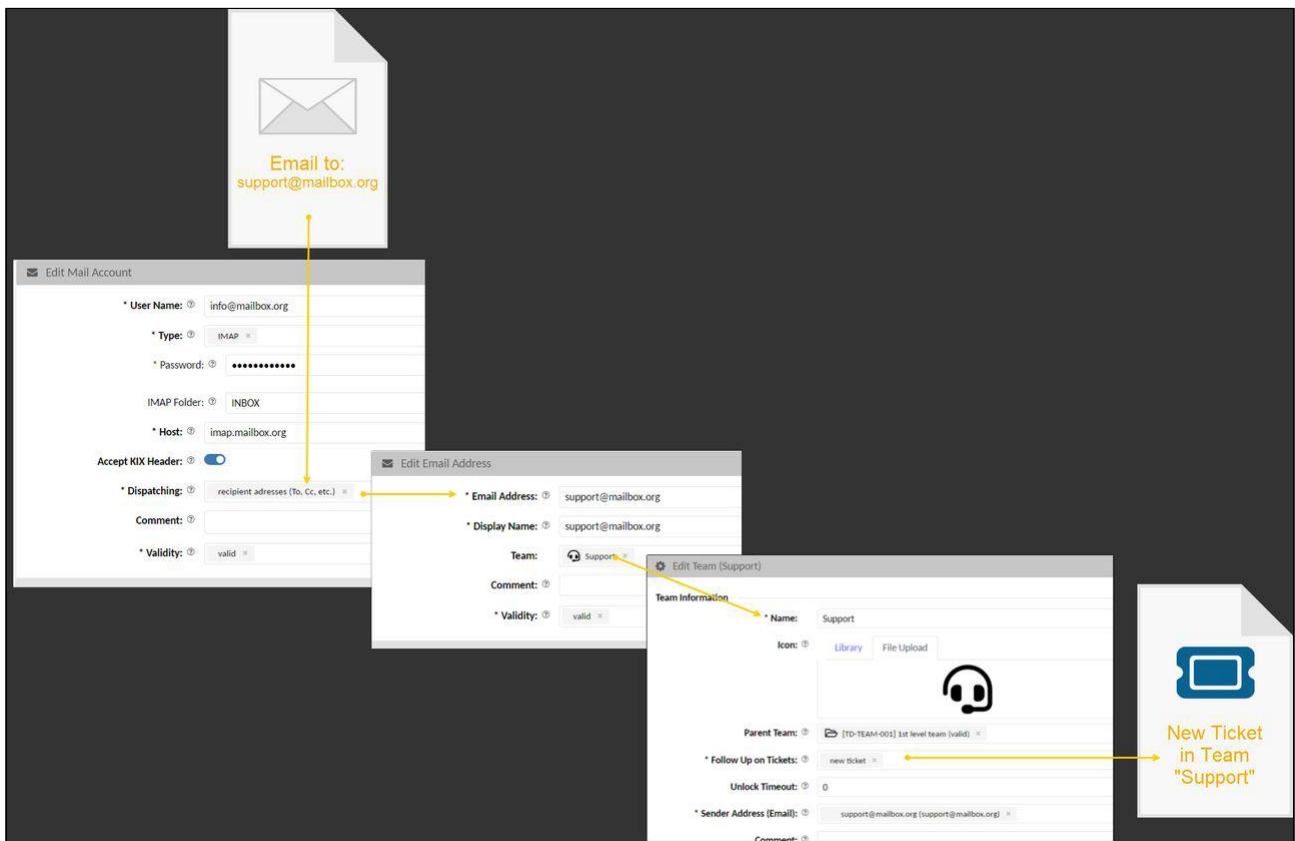 Email to:
support@mailbox.org
Edit Mail Account
* User Name: info@mailbox.org
* Type: IMAP
* Password: ••••••••••••
IMAP Folder: INBOX
* Host: imap.mailbox.org
Accept KIX Header:
* Dispatching: recipient adresses (To, Cc, etc.)
Comment:
* Validity: valid
Edit Email Address
* Email Address: support@mailbox.org
* Display Name: support@mailbox.org
Team: Support
Comment:
* Validity: valid
Edit Team (Support)
Team Information
* Name: Support
Icon: Library File Upload
Parent Team: [TD-TEAM-001] 1st level team (valid)
* Follow Up on Tickets: new ticket
Unlock Timeout: 0
* Sender Address (Email): support@mailbox.org (support@mailbox.org)
Comment:
New Ticket
in Team
"Support"